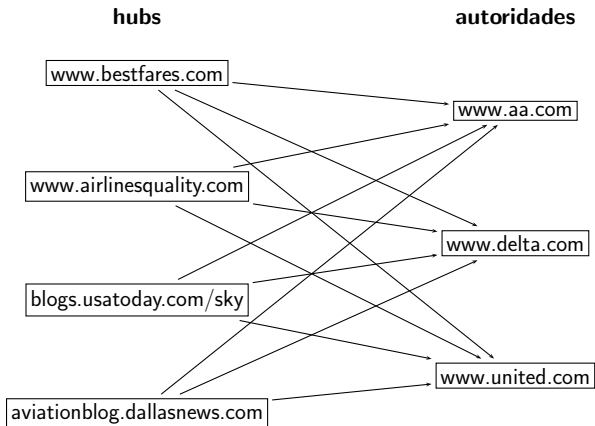 hubs
autoridades
www.bestfares.com
www.aa.com
www.airlinesquality.com
www.delta.com
blogs.usatoday.com/sky
www.united.com
aviationblog.dallasnews.com